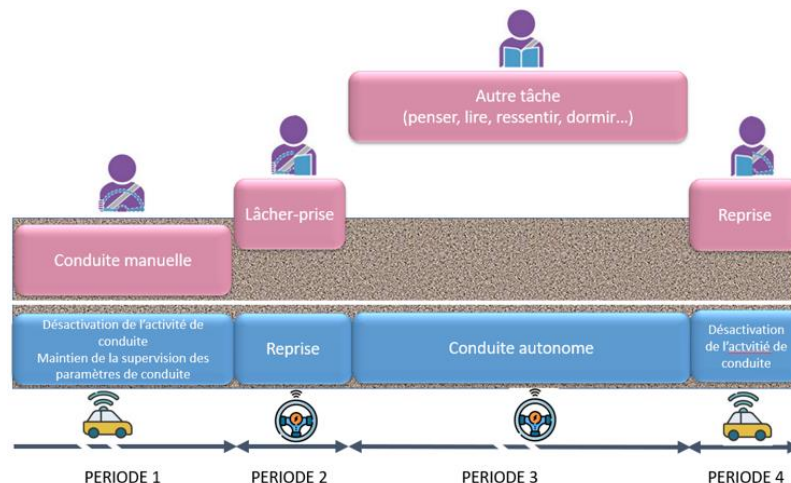 Autre tâche
(penser, lire, ressentir, dormir...)
Lâcher-prise
Reprise
Conduite manuelle
Désactivation de l'activité de
conduite
Maintien de la supervision des
paramètres de conduite
Reprise
Conduite autonome
Désactivation
de l'actvitié de
conduite
PERIODE 1
PERIODE 2
PERIODE 3
PERIODE 4